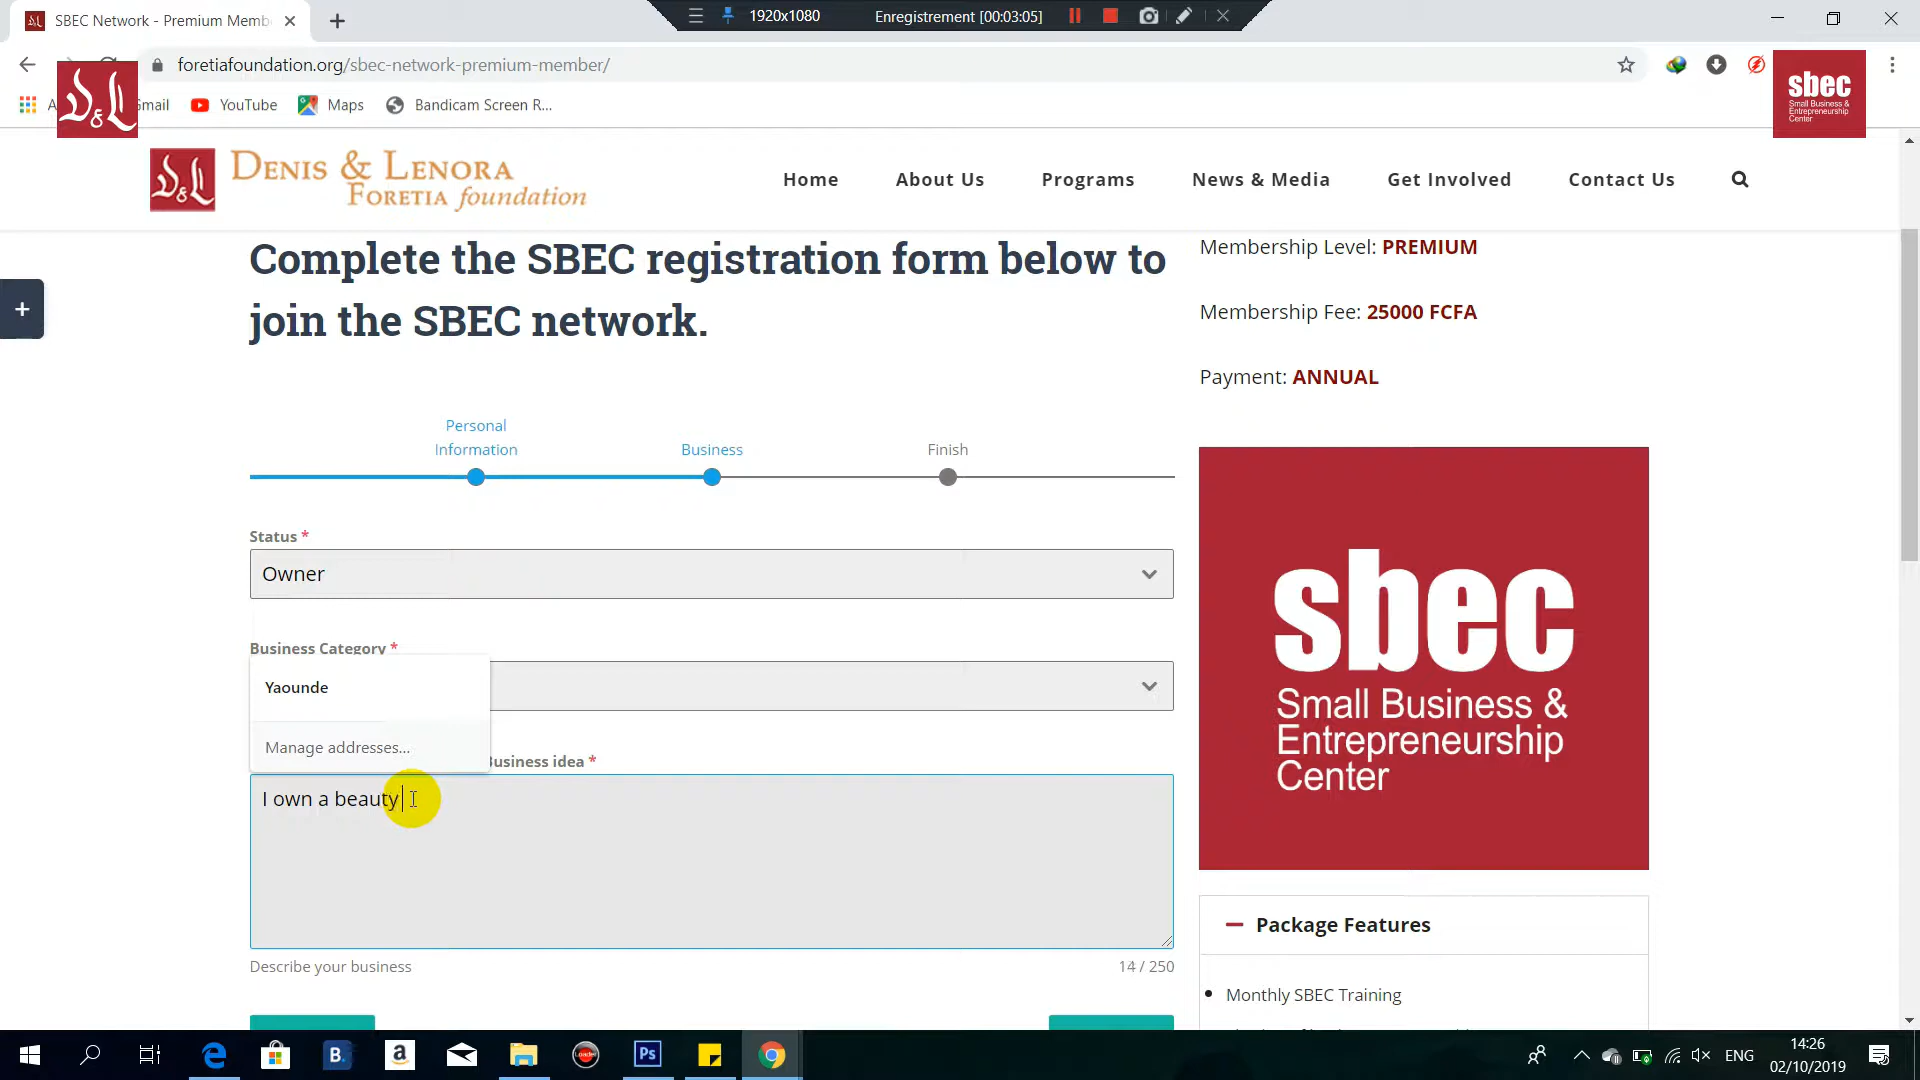 SBEC Network - Premium Memb
1920x1080
Enregistrement [00:03:05]
foretiafoundation.org/sbec-network-premium-member/
Gmail
YouTube
Maps
Bandicam Screen R...
D&L
sbec
Small Business &
Entrepreneurship
Center
D&L
DENIS & LENORA
FORETIA foundation
Home
About Us
Programs
News & Media
Get Involved
Contact Us
Complete the SBEC registration form below to
join the SBEC network.
Membership Level: PREMIUM
Membership Fee: 25000 FCFA
Payment: ANNUAL
Personal
Information
Business
Finish
Status *
Owner
Business Category *
Yaounde
Manage addresses...
Business idea *
I own a beauty
Describe your business
14 / 250
sbec
Small Business &
Entrepreneurship
Center
Package Features
Monthly SBEC Training
B.
a
Loader
Ps
ENG
14:26
02/10/2019